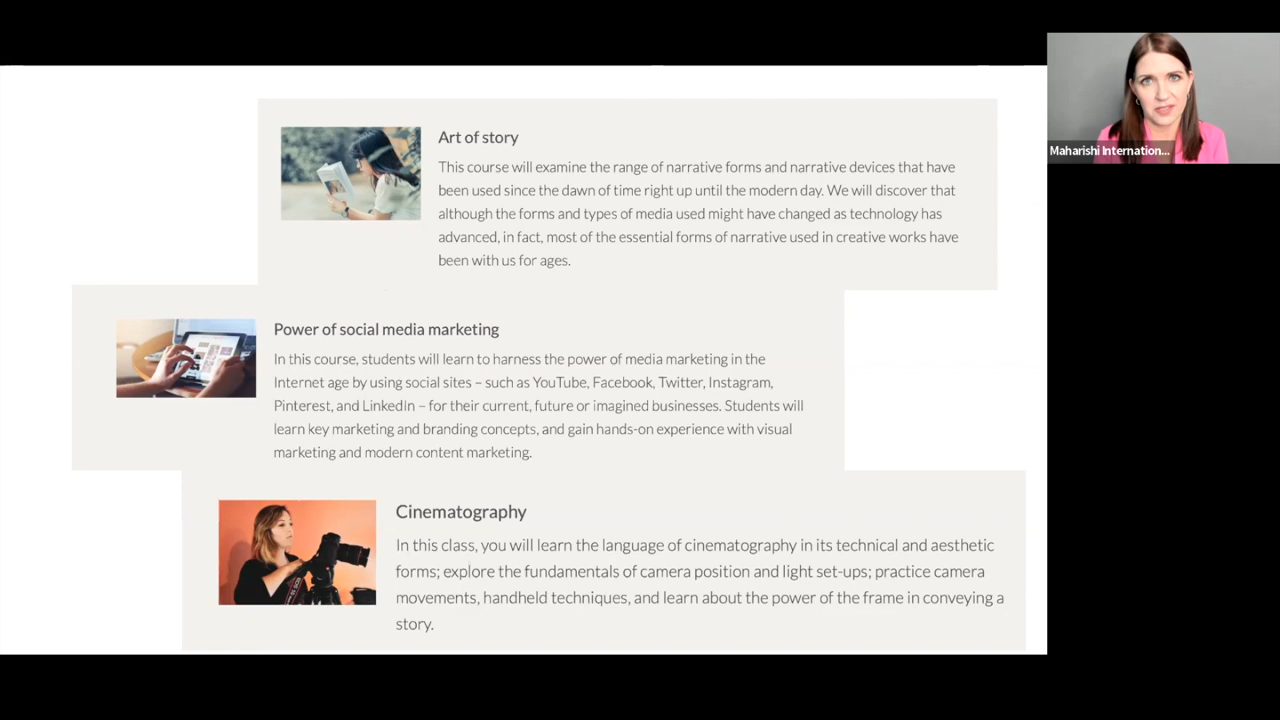 Maharishi Internation...
Art of story
This course will examine the range of narrative forms and narrative devices that have
been used since the dawn of time right up until the modern day. We will discover that
although the forms and types of media used might have changed as technology has
advanced, in fact, most of the essential forms of narrative used in creative works have
been with us for ages.
Power of social media marketing
In this course, students will learn to harness the power of media marketing in the
Internet age by using social sites – such as YouTube, Facebook, Twitter, Instagram,
Pinterest, and LinkedIn – for their current, future or imagined businesses. Students will
learn key marketing and branding concepts, and gain hands-on experience with visual
marketing and modern content marketing.
Cinematography
In this class, you will learn the language of cinematography in its technical and aesthetic
forms; explore the fundamentals of camera position and light set-ups; practice camera
movements, handheld techniques, and learn about the power of the frame in conveying a
story.